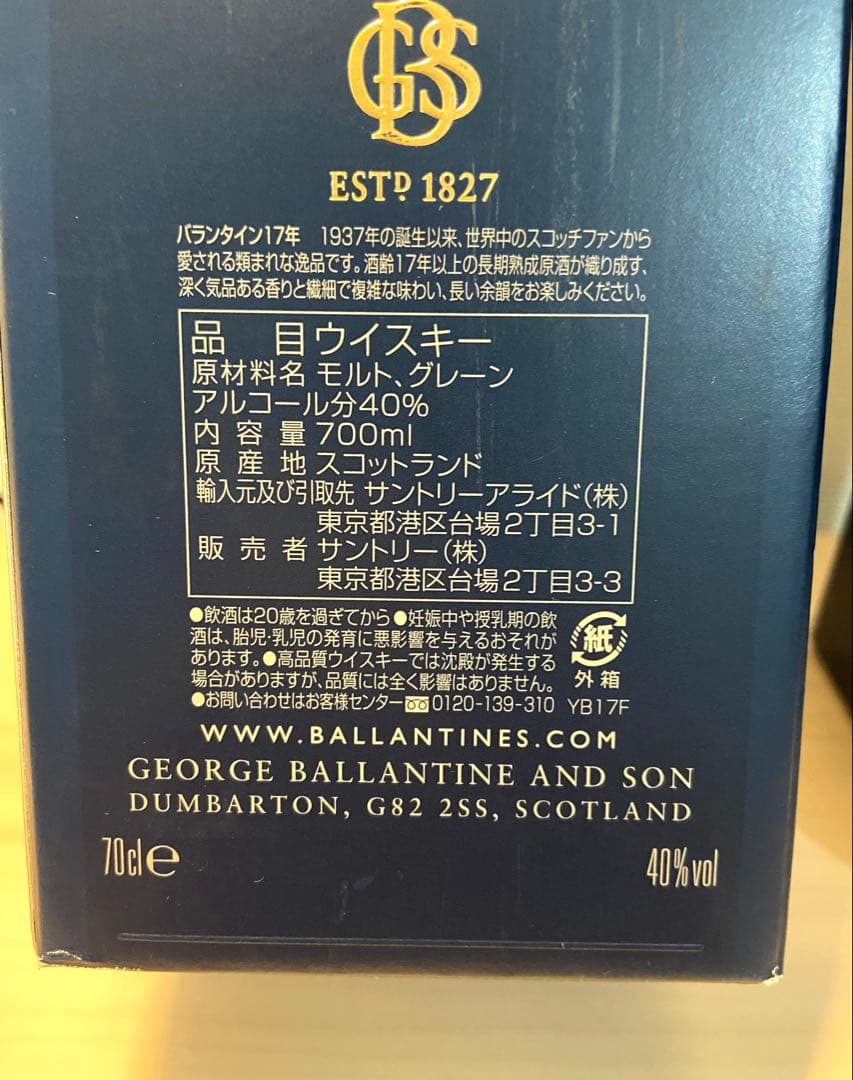 GBS
ESTD 1827
バランタイン17年 1937年の誕生以来、世界中のスコッチファンから
愛される類まれな逸品です。酒齢17年以上の長期熟成原酒が織り成す、
深く気品ある香りと繊細で複雑な味わい、長い余韻をお楽しみください。
品目 ウイスキー
原材料名 モルト、グレーン
アルコール分40%
内容量 700ml
原産地 スコットランド
輸入元及び引取先 サントリーアライド(株)
東京都港区台場2丁目3-1
販売者 サントリー(株)
東京都港区台場2丁目3-3
●飲酒は20歳を過ぎてから●妊娠中や授乳期の飲
酒は、胎児・乳児の発育に悪影響を与えるおそれが
あります。●高品質ウイスキーでは沈殿が発生する
場合がありますが、品質には全く影響はありません。
●お問い合わせはお客様センター 0120-139-310 YB17F
紙
外箱
WWW.BALLANTINES.COM
GEORGE BALLANTINE AND SON
DUMBARTON, G82 2SS, SCOTLAND
70cl e
40%vol